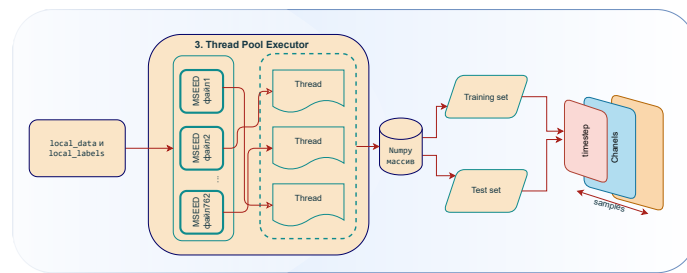 3. Thread Pool Executor
local_data и
local_labels
MSEED
файл1
MSEED
файл2
...
MSEED
файл762
Thread
Thread
Thread
Numpy
массив
Training set
Test set
timestep
Chanels
samples